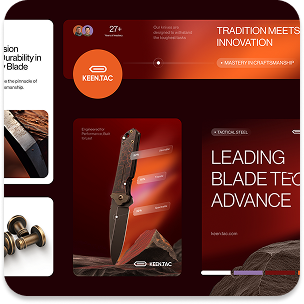 27+
Our knives are
designed to withstand
the toughest tasks
TRADITION MEETS
INNOVATION
+ MASTERY IN CRAFTSMANSHIP
KEEN.TAC
sion
Durability in
y Blade
e the pinnacle of
smanship.
Engineered for
Performance, Built
to Last
KEEN.TAC
+ TACTICAL STEEL
LEADING
BLADE TEC
ADVANCE
keen.tac.com